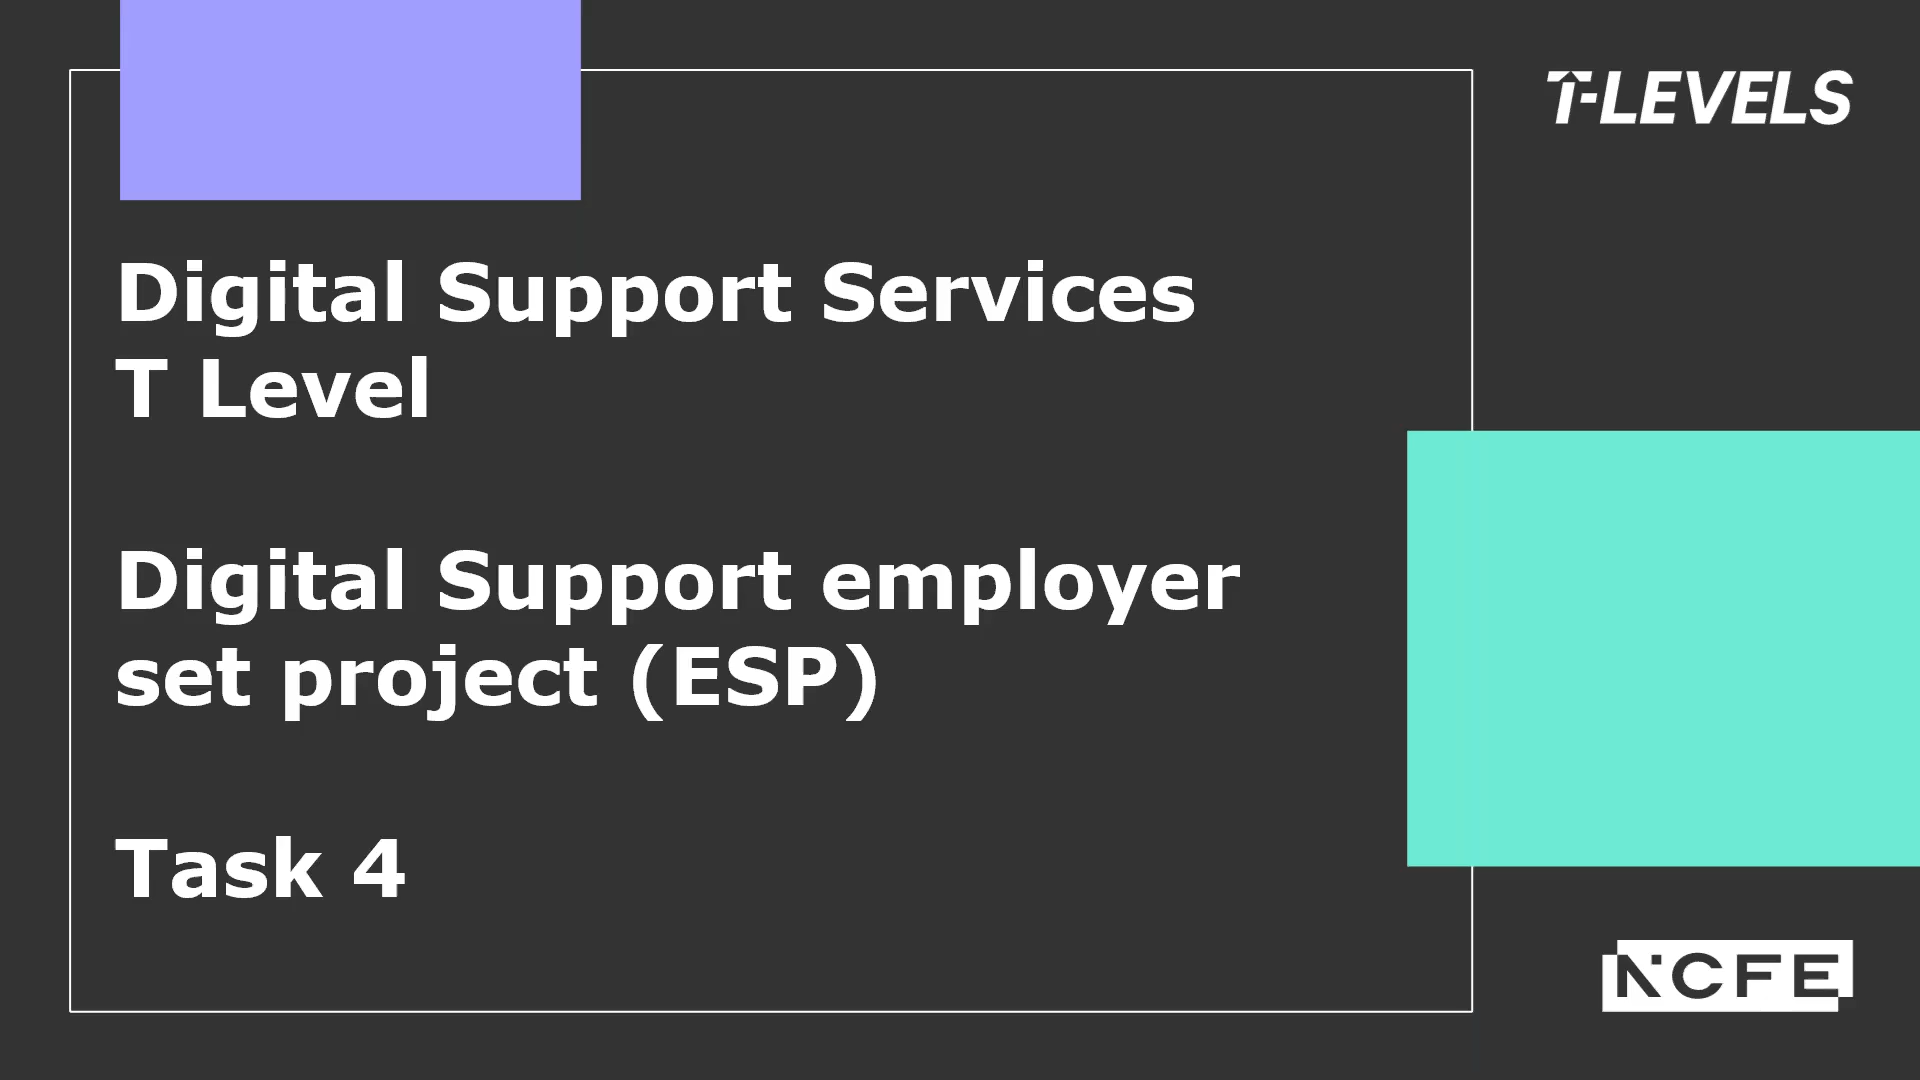 T-LEVELS
Digital Support Services
T Level
Digital Support employer
set project (ESP)
Task 4
NCFE